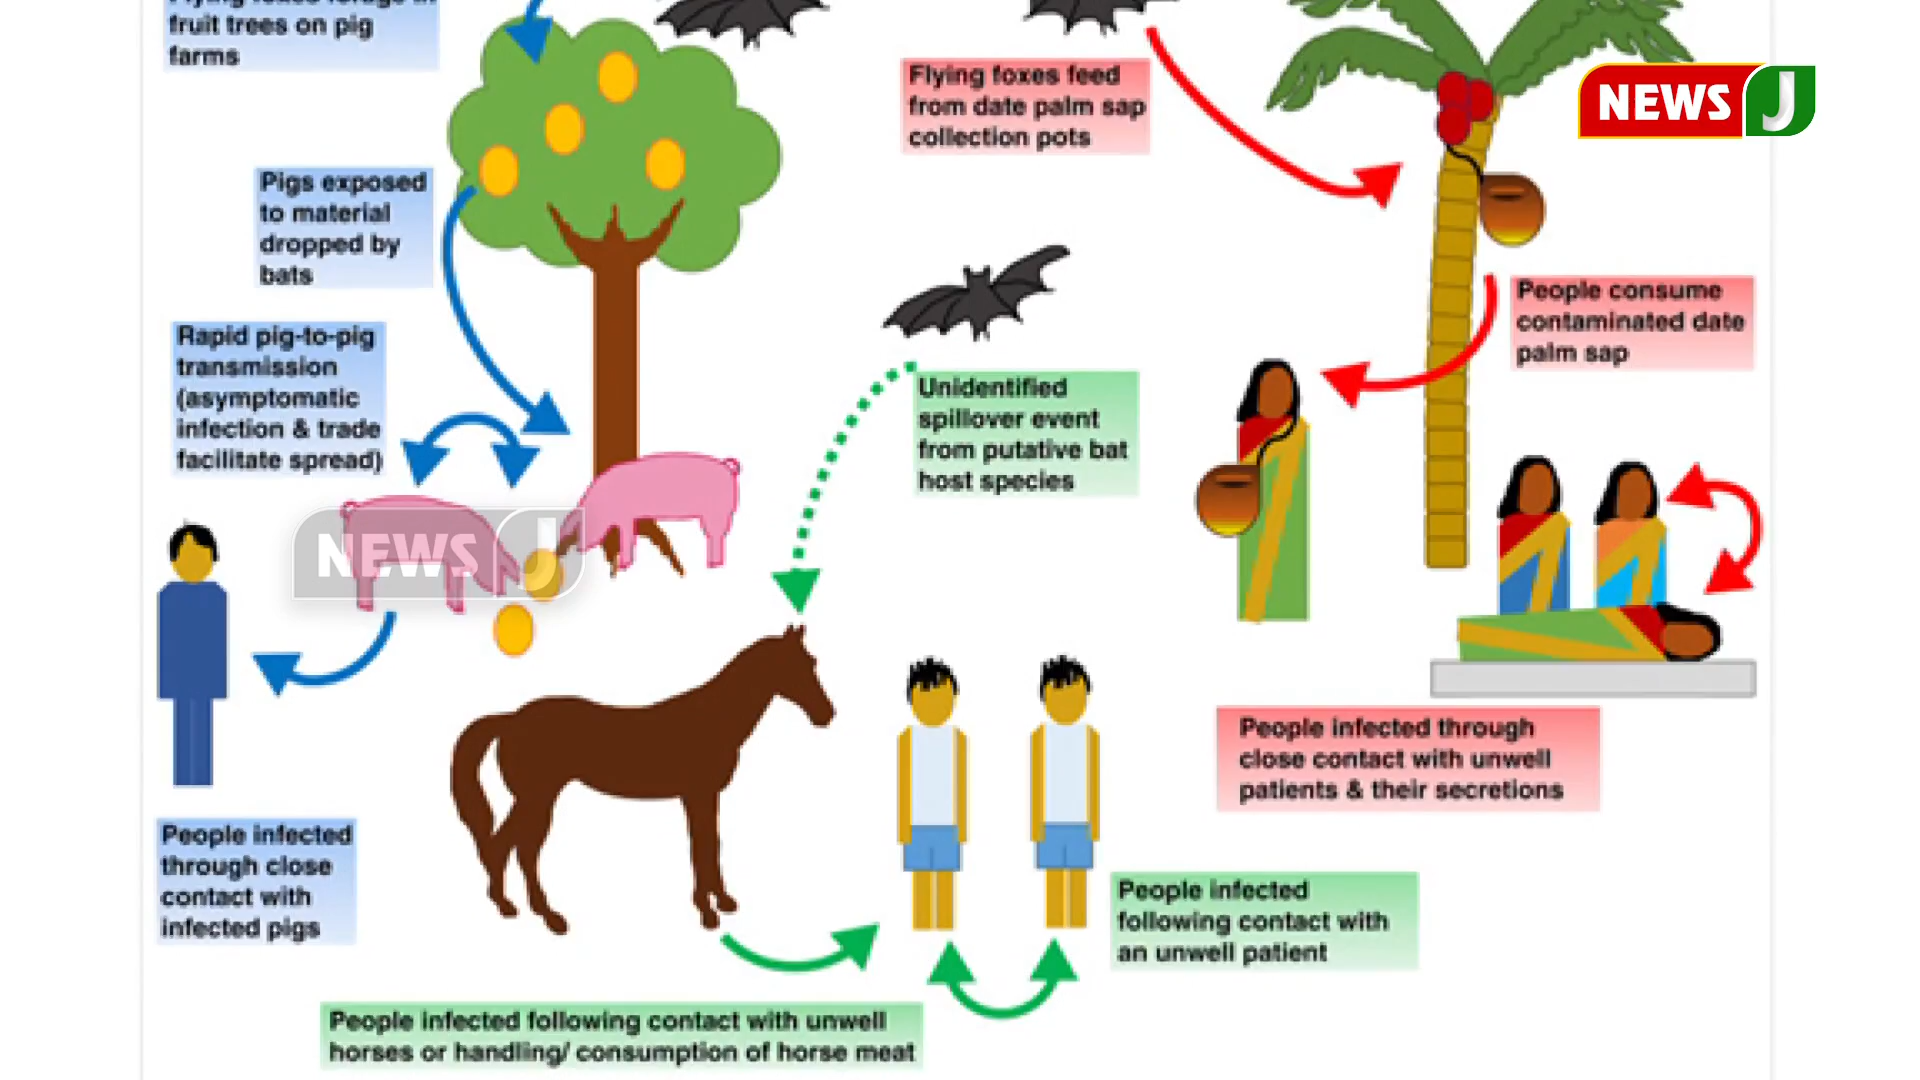 Flying foxes forage in
fruit trees on pig
farms
Flying foxes feed
from date palm sap
collection pots
NEWS J
Pigs exposed
to material
dropped by
bats
People consume
contaminated date
palm sap
Rapid pig-to-pig
transmission
(asymptomatic
infection & trade
facilitate spread)
Unidentified
spillover event
from putative bat
host species
NEWS J
People infected through
close contact with unwell
patients & their secretions
People infected
through close
contact with
infected pigs
People infected
following contact with
an unwell patient
People infected following contact with unwell
horses or handling/ consumption of horse meat